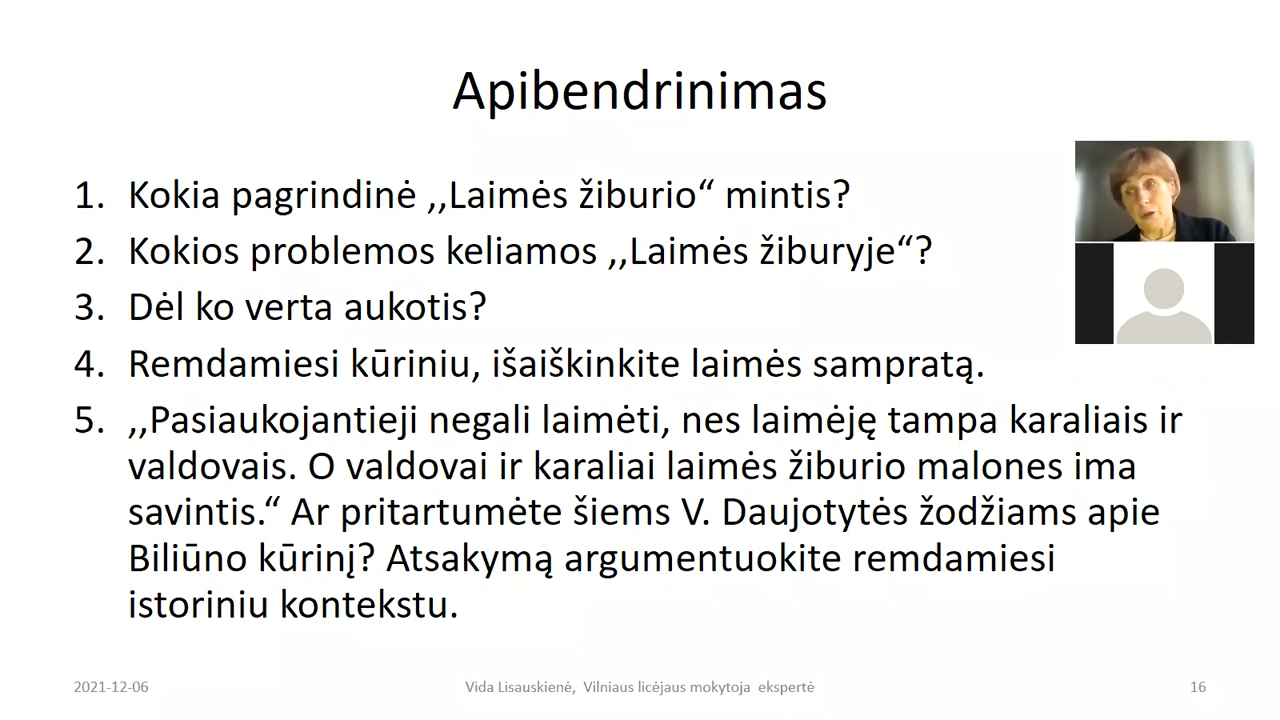 Apibendrinimas
1. Kokia pagrindinė ,,Laimės žiburio“ mintis?
2. Kokios problemos keliamos ,,Laimės žiburyje“?
3. Dėl ko verta aukotis?
4. Remdamiesi kūriniu, išaiškinkite laimės sampratą.
5. ,,Pasiaukojantieji negali laimėti, nes laimėję tampa karaliais ir
valdovais. O valdovai ir karaliai laimės žiburio malones ima
savintis.“ Ar pritartumėte šiems V. Daujotytės žodžiams apie
Biliūno kūrinį? Atsakymą argumentuokite remdamiesi
istoriniu kontekstu.
2021-12-06
Vida Lisauskienė, Vilniaus licėjaus mokytoja ekspertė
16